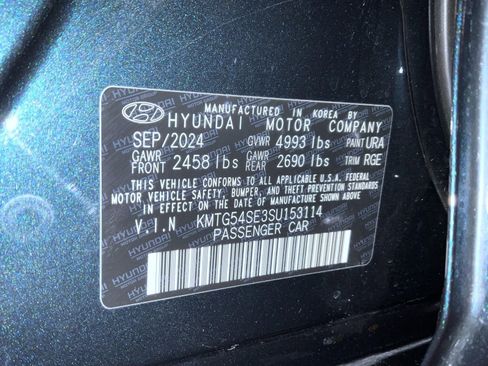 MANUFACTURED IN KOREA BY
HYUNDAI MOTOR COMPANY
SEP/2024 GVWR 4993 lbs PAINT URA
GAWR FRONT 2458 lbs GAWR REAR 2690 lbs TRIM RGE
THIS VEHICLE CONFORMS TO ALL APPLICABLE U.S.A. FEDERAL
MOTOR VEHICLE SAFETY, BUMPER, AND THEFT PREVENTION STANDARDS
IN EFFECT ON THE DATE OF MANUFACTURE SHOWN ABOVE.
V.I.N KMTG54SE3SU153114
PASSENGER CAR